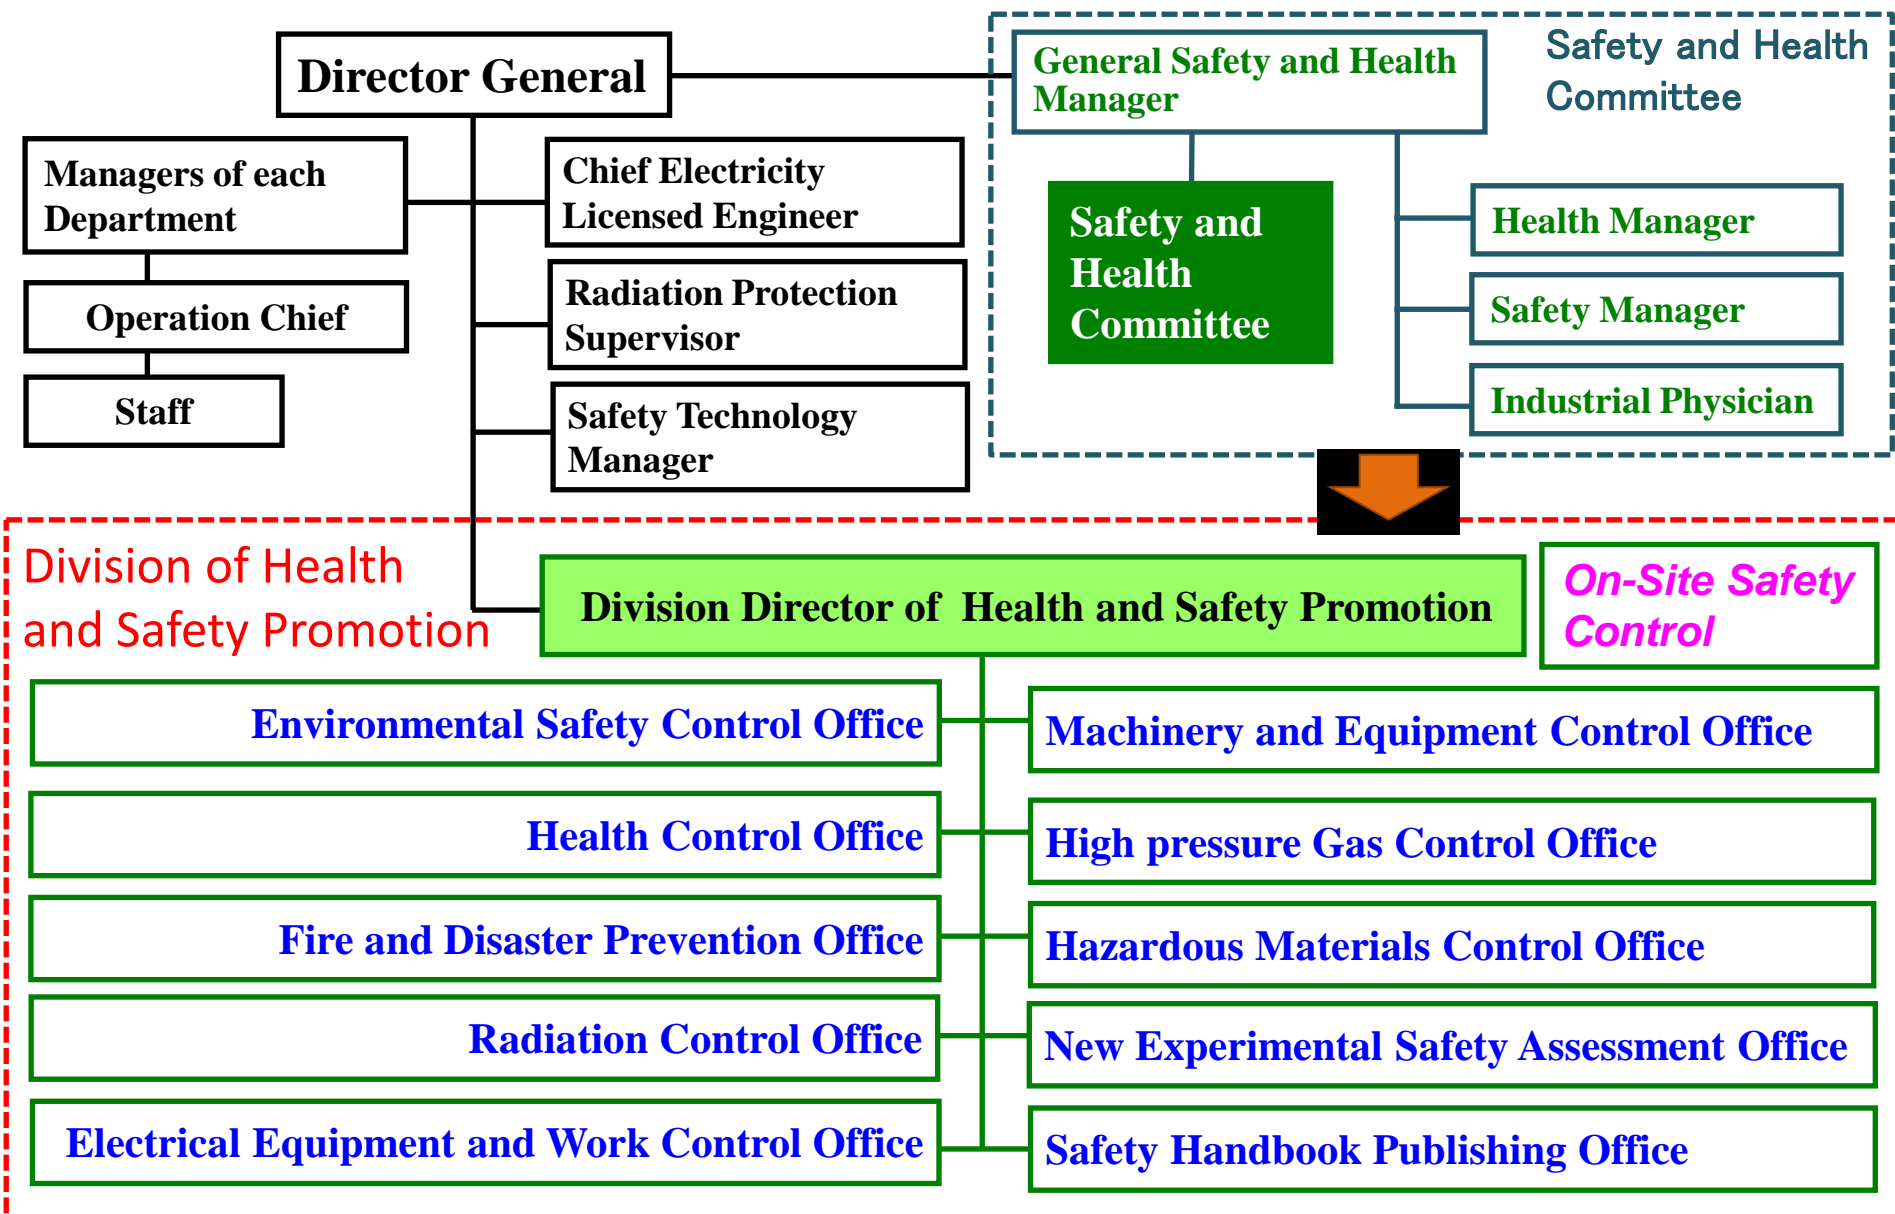 Director General
General Safety and Health
Manager
Safety and Health
Committee
Managers of each
Department
Chief Electricity
Licensed Engineer
Safety and
Health
Committee
Health Manager
Operation Chief
Radiation Protection
Supervisor
Safety Manager
Staff
Safety Technology
Manager
Industrial Physician
Division of Health
and Safety Promotion
Division Director of  Health and Safety Promotion
On-Site Safety
Control
Environmental Safety Control Office
Machinery and Equipment Control Office
Health Control Office
High pressure Gas Control Office
Fire and Disaster Prevention Office
Hazardous Materials Control Office
Radiation Control Office
New Experimental Safety Assessment Office
Electrical Equipment and Work Control Office
Safety Handbook Publishing Office